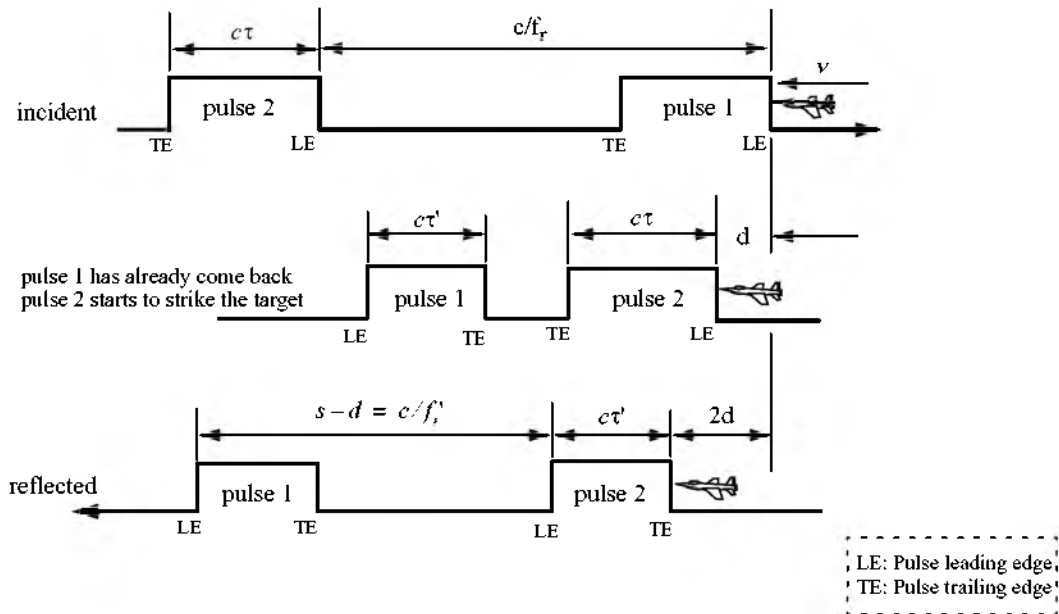 cτ
c/fr
v
incident
pulse 2
pulse 1
TE
LE
TE
LE
cτ'
cτ
d
pulse 1 has already come back
pulse 2 starts to strike the target
pulse 1
pulse 2
LE
TE
TE
LE
s – d = c/fr'
cτ'
2d
reflected
pulse 1
pulse 2
LE
TE
LE
TE
LE: Pulse leading edge
TE: Pulse trailing edge